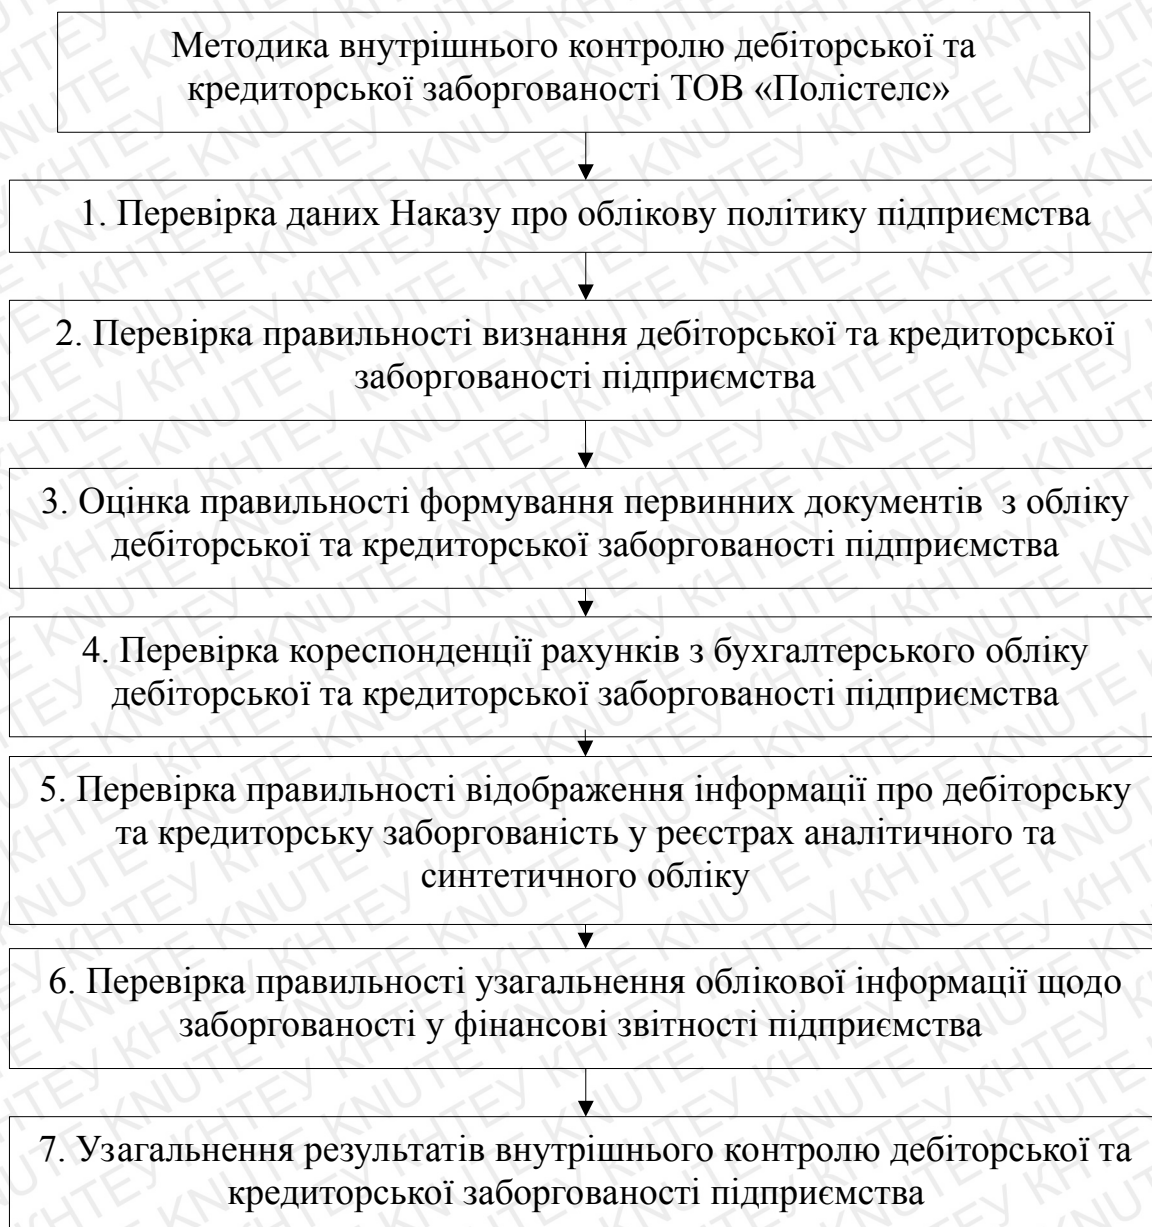 Методика внутрішнього контролю дебіторської та
кредиторської заборгованості ТОВ «Полістелс»
1. Перевірка даних Наказу про облікову політику підприємства
2. Перевірка правильності визнання дебіторської та кредиторської
заборгованості підприємства
3. Оцінка правильності формування первинних документів з обліку
дебіторської та кредиторської заборгованості підприємства
4. Перевірка кореспонденції рахунків з бухгалтерського обліку
дебіторської та кредиторської заборгованості підприємства
5. Перевірка правильності відображення інформації про дебіторську
та кредиторську заборгованість у реєстрах аналітичного та
синтетичного обліку
6. Перевірка правильності узагальнення облікової інформації щодо
заборгованості у фінансові звітності підприємства
7. Узагальнення результатів внутрішнього контролю дебіторської та
кредиторської заборгованості підприємства